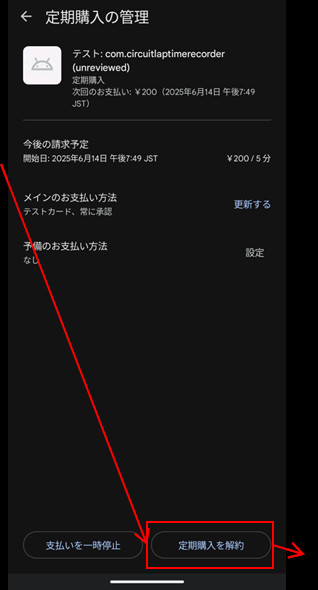 定期購入の管理
テスト: com.circuitlaptimerecorder
(unreviewed)
定期購入
次回のお支払い: ￥200（2025年6月14日 午後7:49
JST）
今後の請求予定
開始日: 2025年6月14日 午後7:49 JST
￥200 / 5 分
メインのお支払い方法
テストカード、常に承認
更新する
予備のお支払い方法
なし
設定
支払いを一時停止
定期購入を解約